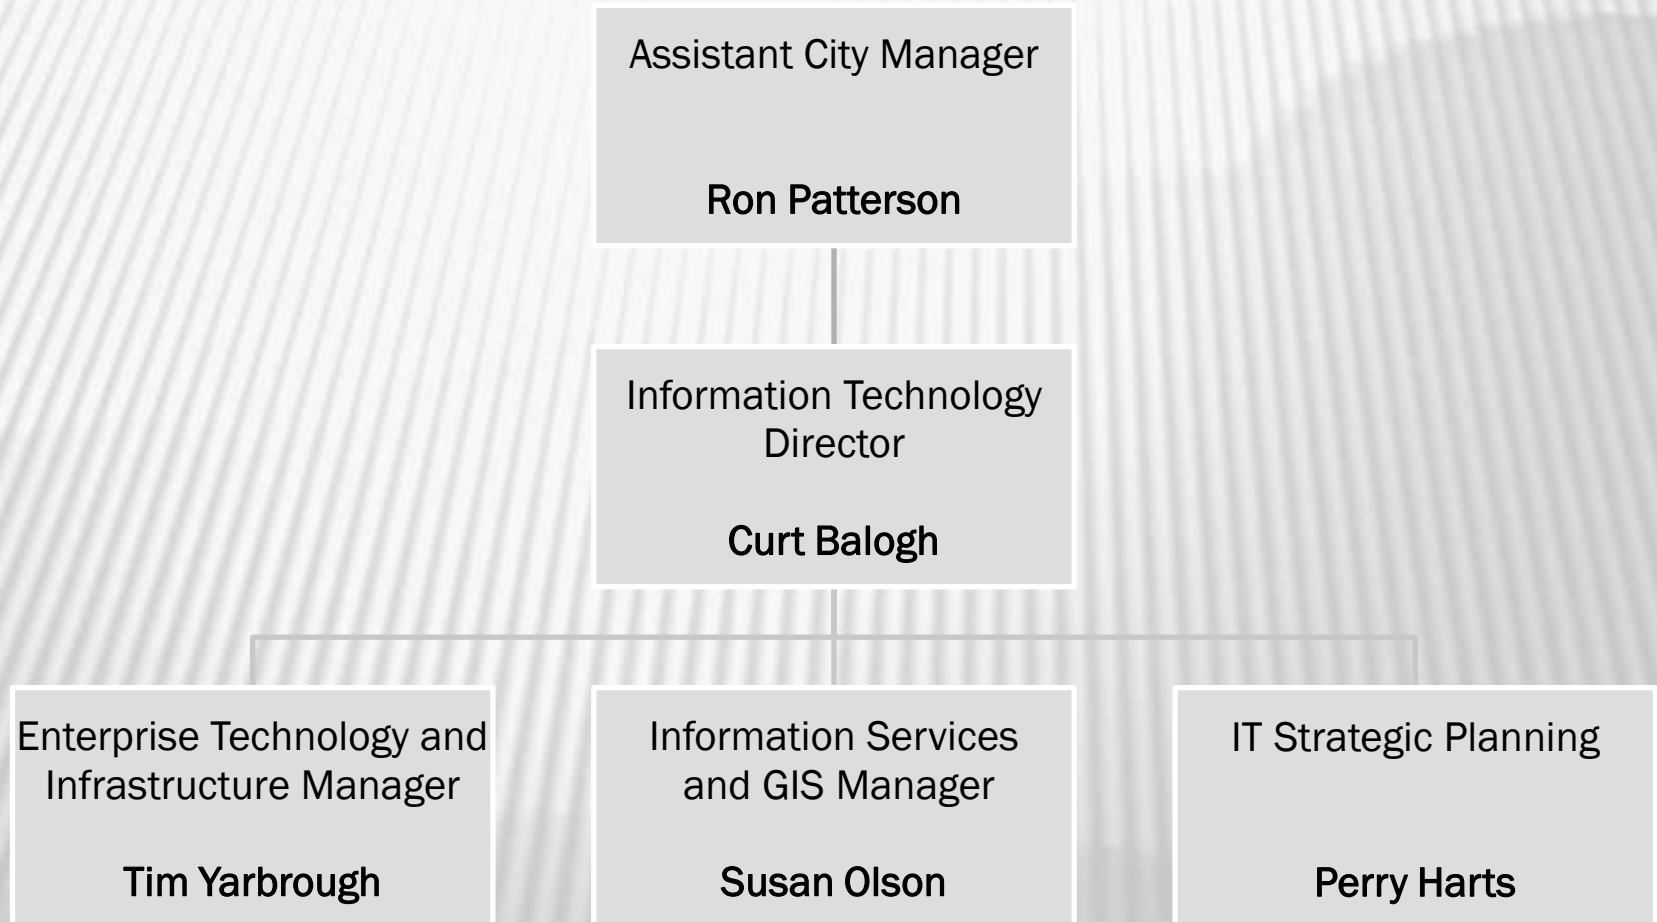 Assistant City Manager
Ron Patterson
Information Technology
Director
Curt Balogh
Enterprise Technology and
Infrastructure Manager
Tim Yarbrough
Information Services
and GIS Manager
Susan Olson
IT Strategic Planning
Perry Harts